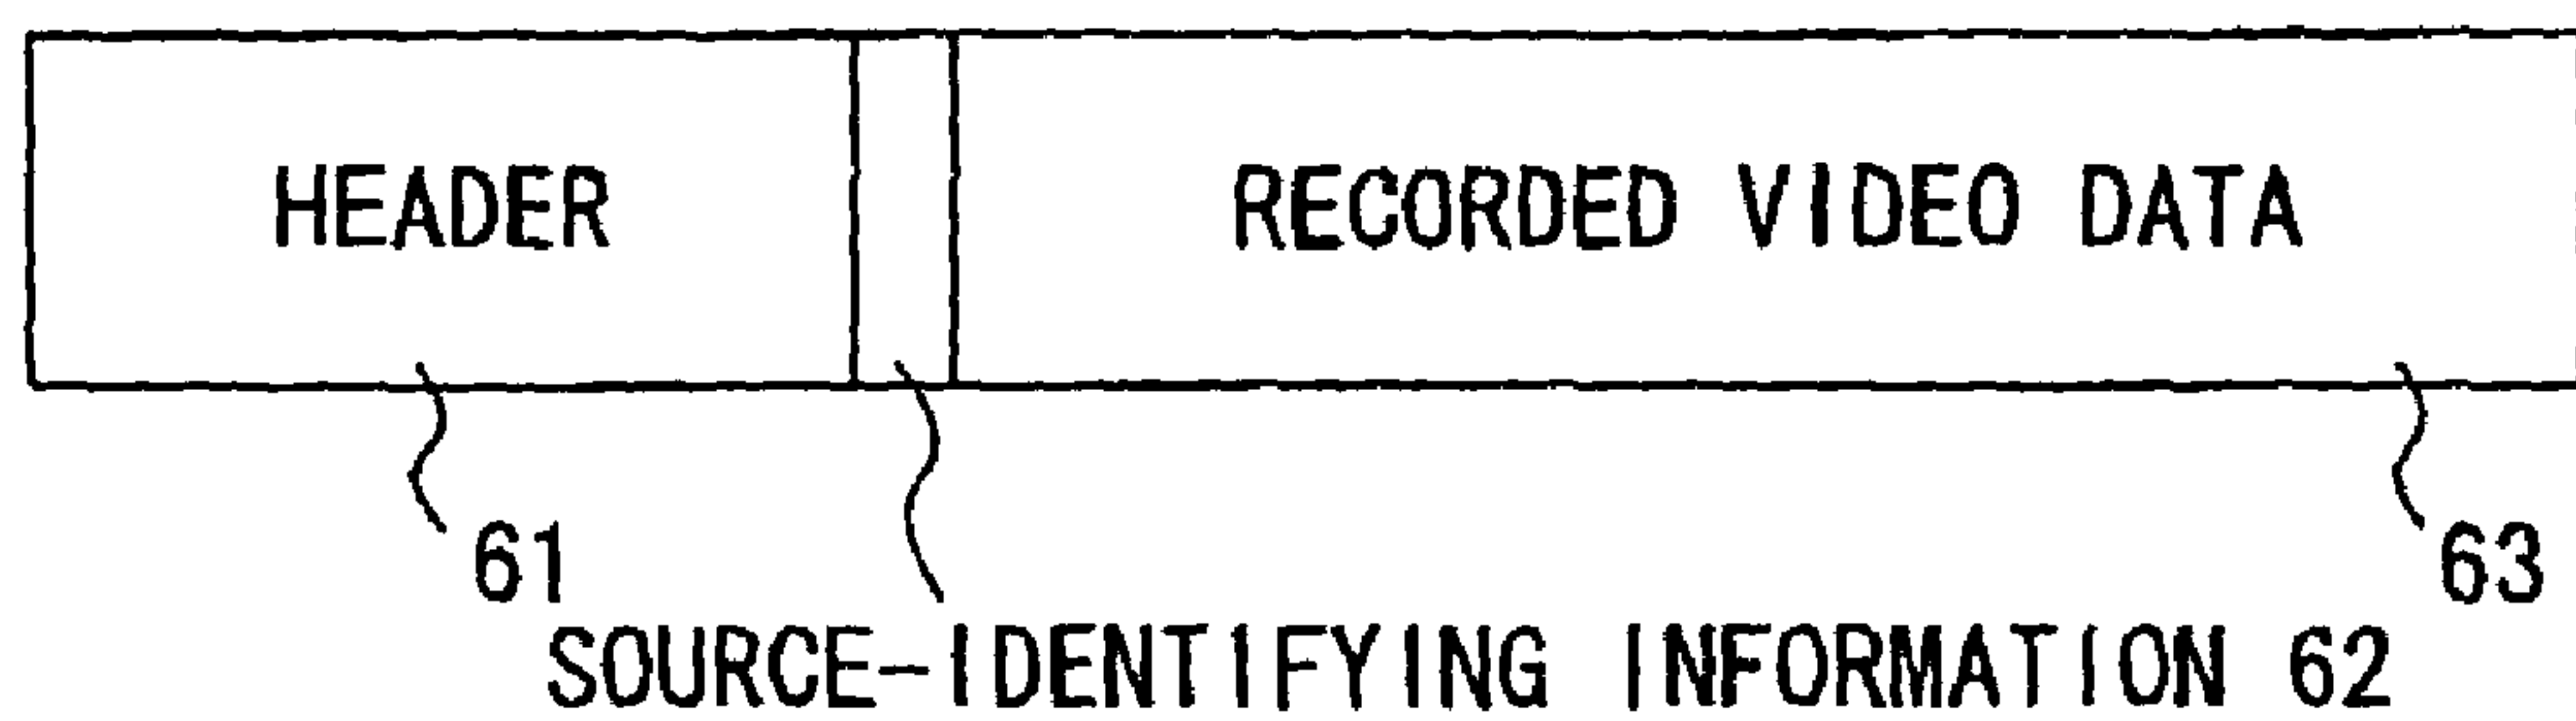 HEADER RECORDED VIDEO DATA
61
63
SOURCE-IDENTIFYING INFORMATION 62